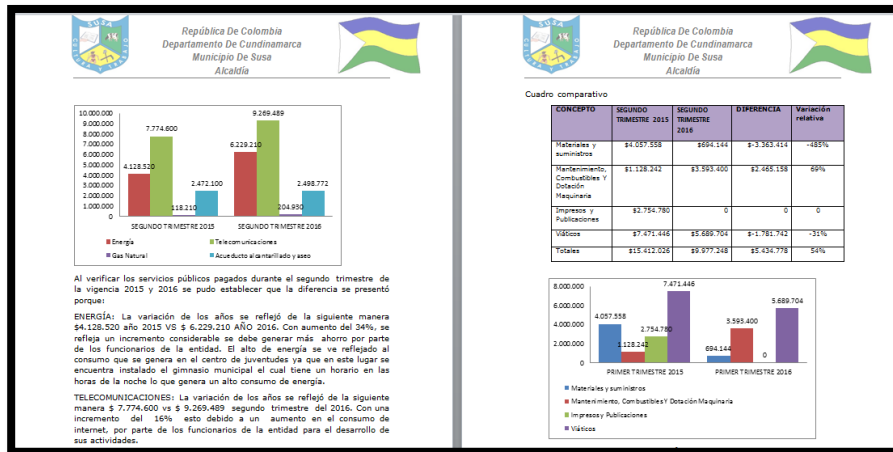 SUSA
CULTURA Y TRABAJO
República De Colombia
Departamento De Cundinamarca
Municipio De Susa
Alcaldía
10.000.000
9.000.000
8.000.000
7.000.000
6.000.000
5.000.000
4.000.000
3.000.000
2.000.000
1.000.000
0
4.128.520
7.774.600
118.210
2.472.100
6.229.210
9.269.489
204.930
2.498.772
SEGUNDO TRIMESTRE 2015
SEGUNDO TRIMESTRE 2016
Energía
Telecomunicaciones
Gas Natural
Acueducto alcantarillado y aseo
Al verificar los servicios públicos pagados durante el segundo trimestre de
la vigencia 2015 y 2016 se pudo establecer que la diferencia se presentó
porque:
ENERGÍA: La variación de los años se reflejó de la siguiente manera
$4.128.520 año 2015 VS $ 6.229.210 AÑO 2016. Con aumento del 34%, se
refleja un incremento considerable se debe generar más ahorro por parte
de los funcionarios de la entidad. El alto de energía se ve reflejado al
consumo que se genera en el centro de juventudes ya que en este lugar se
encuentra instalado el gimnasio municipal el cual tiene un horario en las
horas de la noche lo que genera un alto consumo de energía.
TELECOMUNICACIONES: La variación de los años se reflejó de la siguiente
manera $ 7.774.600 vs $ 9.269.489 segundo trimestre del 2016. Con una
incremento del 16% esto debido a un aumento en el consumo de
internet, por parte de los funcionarios de la entidad para el desarrollo de
sus actividades.
SUSA
CULTURA Y TRABAJO
República De Colombia
Departamento De Cundinamarca
Municipio De Susa
Alcaldía
Cuadro comparativo
CONCEPTO SEGUNDO TRIMESTRE 2015 SEGUNDO TRIMESTRE 2016 DIFERENCIA Variación relativa
Materiales y suministros $4.057.558 $694.144 $-3.363.414 -485%
Mantenimiento, Combustibles Y Dotación Maquinaria $1.128.242 $3.593.400 $2.465.158 69%
Impresos y Publicaciones $2.754.780 0 0 0
Viáticos $7.471.446 $5.689.704 $-1.781.742 -31%
Totales $15.412.026 $9.977.248 $5.434.778 54%
8.000.000
6.000.000
4.000.000
2.000.000
0
4.057.558
1.128.242
2.754.780
7.471.446
694.144
3.593.400
0
5.689.704
PRIMER TRIMESTRE 2015
PRIMER TRIMESTRE 2016
Materiales y suministros
Mantenimiento, Combustibles Y Dotación Maquinaria
Impresos y Publicaciones
Viáticos